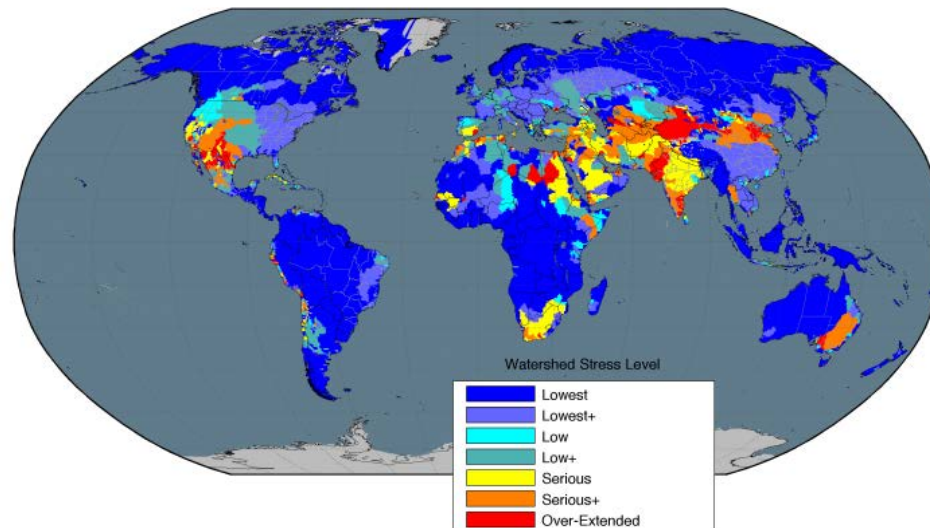 Watershed Stress Level
Lowest
Lowest+
Low
Low+
Serious
Serious+
Over-Extended